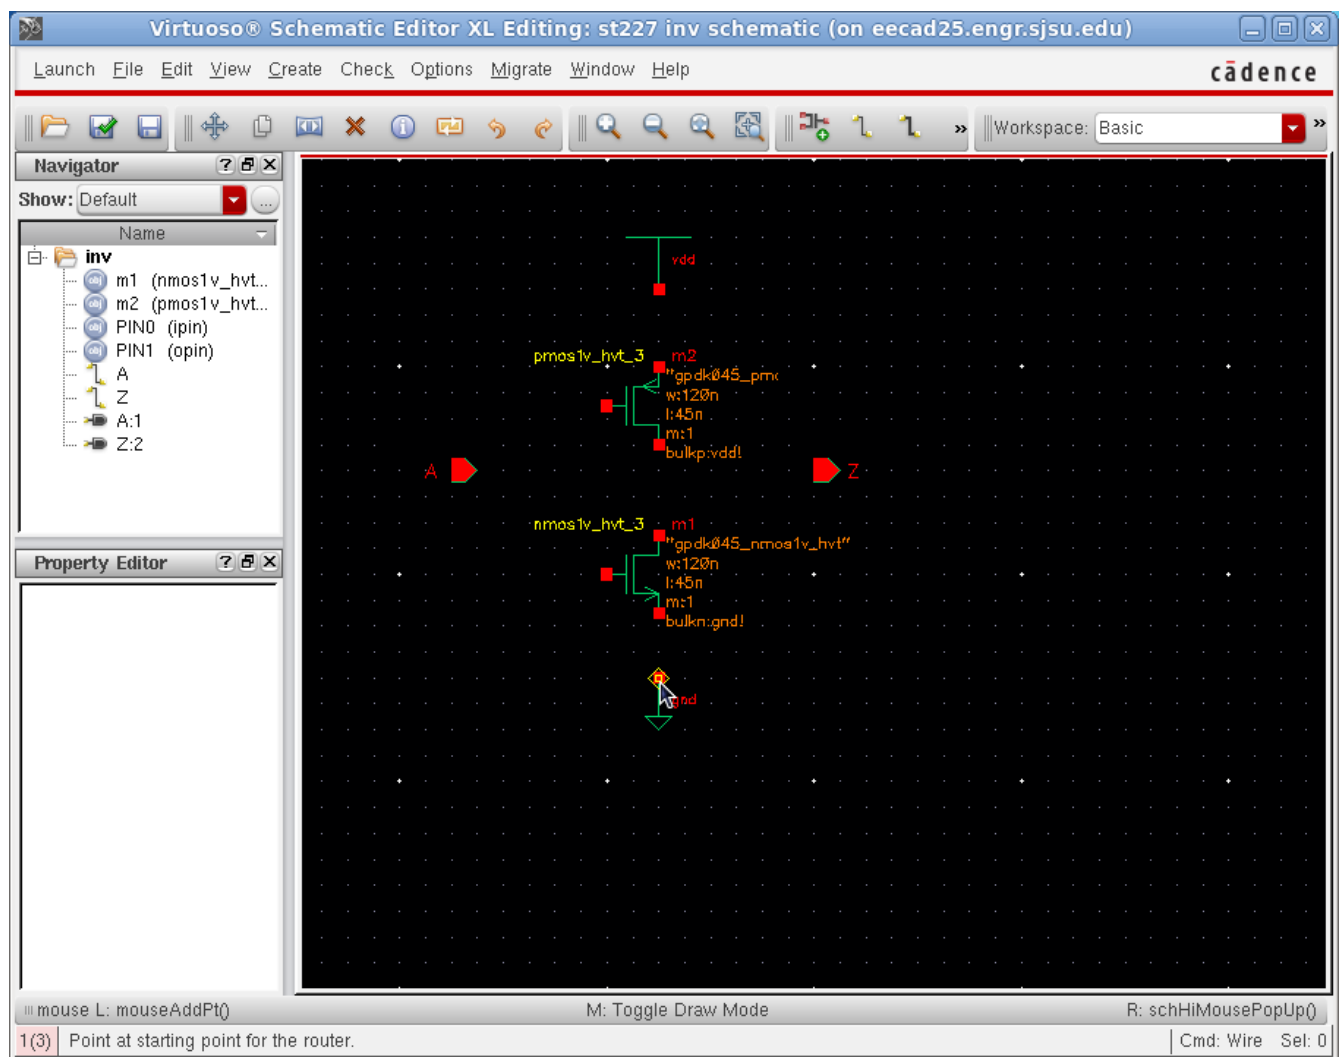 Virtuoso® Schematic Editor XL Editing: st227 inv schematic (on eecad25.engr.sjsu.edu)
Launch File Edit View Create Check Options Migrate Window Help
cādence
Workspace: Basic
Navigator
Show: Default
Name
inv
m1 (nmos1v_hvt...
m2 (pmos1v_hvt...
PIN0 (ipin)
PIN1 (opin)
A
Z
A:1
Z:2
Property Editor
vdd
pmos1v_hvt_3 m2
"gpdk045_pmo
w:120n
l:45n
m:1
bulkp:vdd!
A
Z
nmos1v_hvt_3 m1
"gpdk045_nmos1v_hvt"
w:120n
l:45n
m:1
bulkn:gnd!
gnd
mouse L: mouseAddPt() M: Toggle Draw Mode R: schHiMousePopUp()
1(3) Point at starting point for the router. Cmd: Wire Sel: 0